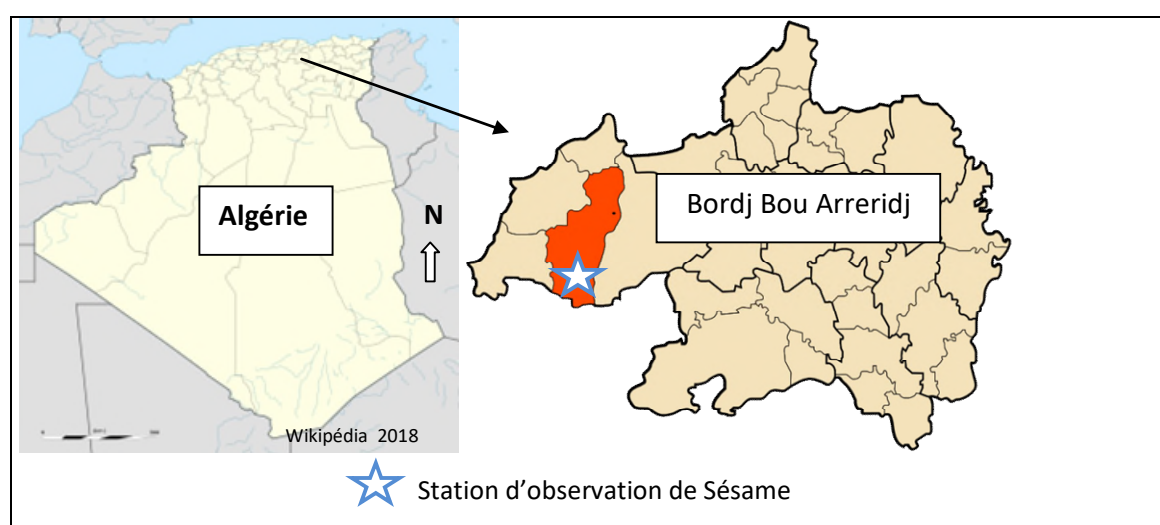 Algérie
N
Bordj Bou Arreridj
Wikipédia 2018
Station d’observation de Sésame